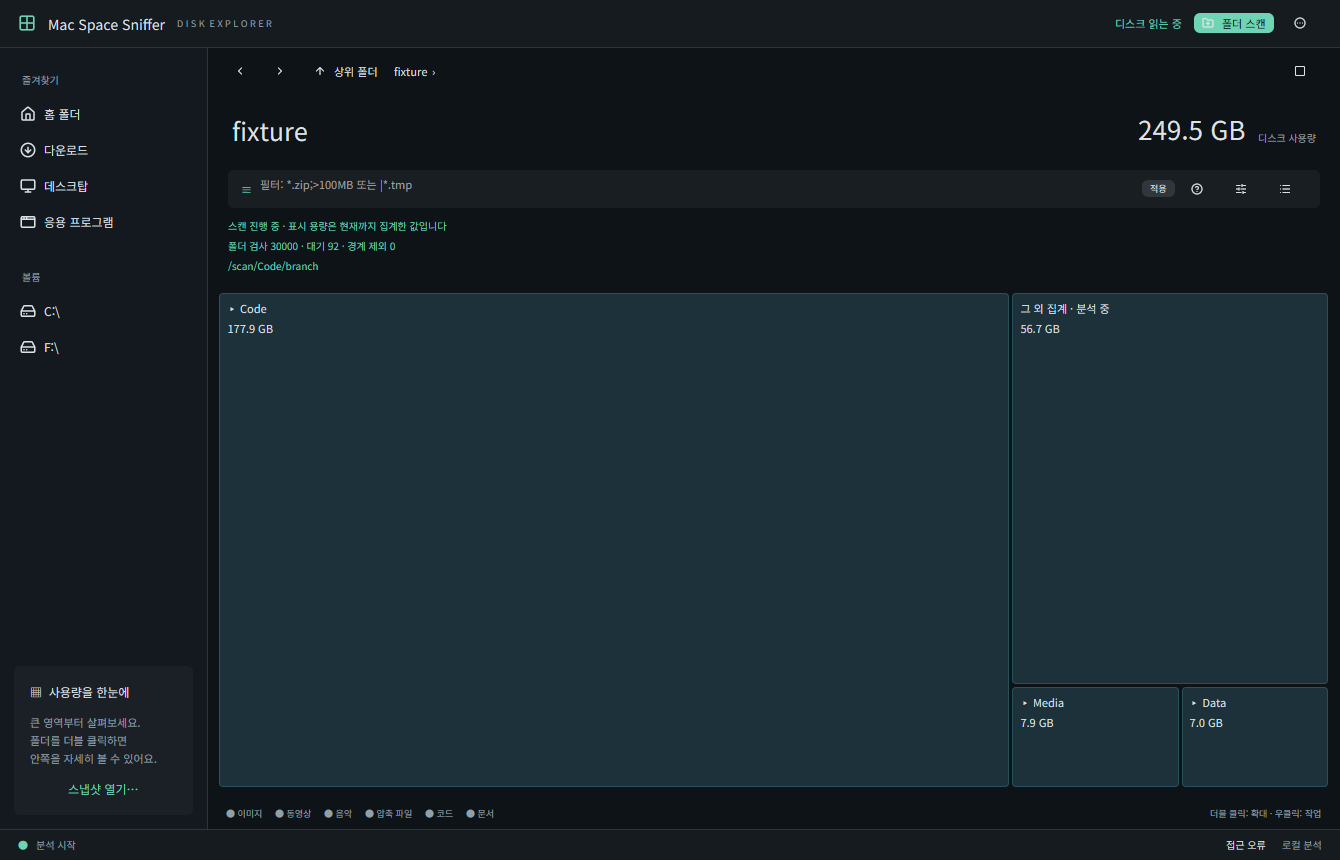 Mac Space Sniffer DISK EXPLORER
디스크 읽는 중
폴더 스캔
즐겨찾기
홈 폴더
다운로드
데스크탑
응용 프로그램
볼륨
C:\
F:\
사용량을 한눈에
큰 영역부터 살펴보세요.
폴더를 더블 클릭하면
안쪽을 자세히 볼 수 있어요.
스냅샷 열기…
상위 폴더
fixture ›
fixture
249.5 GB 디스크 사용량
필터: *.zip;>100MB 또는 |*.tmp
적용
스캔 진행 중 · 표시 용량은 현재까지 집계한 값입니다
폴더 검사 30000 · 대기 92 · 경계 제외 0
/scan/Code/branch
▸ Code
177.9 GB
그 외 집계 · 분석 중
56.7 GB
▸ Media
7.9 GB
▸ Data
7.0 GB
이미지 동영상 음악 압축 파일 코드 문서
더블 클릭: 확대 · 우클릭: 작업
분석 시작
접근 오류 로컬 분석